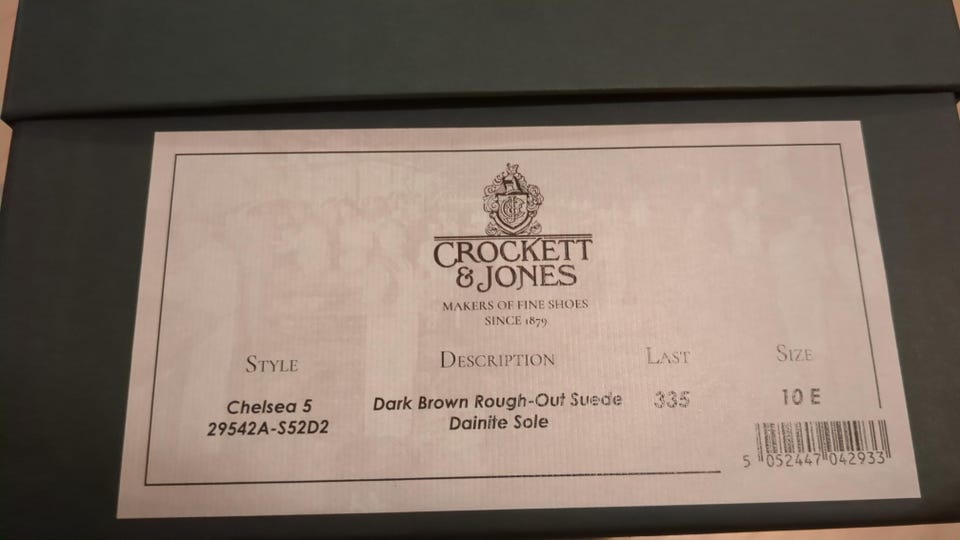 CROCKETT
& JONES
MAKERS OF FINE SHOES
SINCE 1879
STYLE DESCRIPTION LAST SIZE
Chelsea 5 Dark Brown Rough-Out Suede 335 10 E
29542A-S52D2 Dainite Sole
5 052447 042933